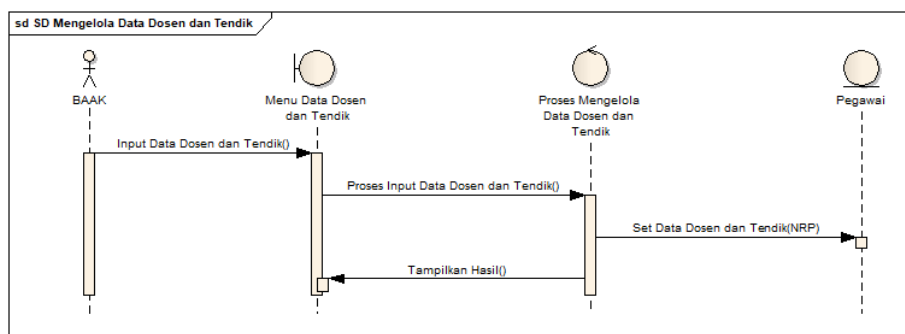 sd SD Mengelola Data Dosen dan Tendik
BAAK
Menu Data Dosen
dan Tendik
Proses Mengelola
Data Dosen dan
Tendik
Pegawai
Input Data Dosen dan Tendik()
Proses Input Data Dosen dan Tendik()
Set Data Dosen dan Tendik(NRP)
Tampilkan Hasil()